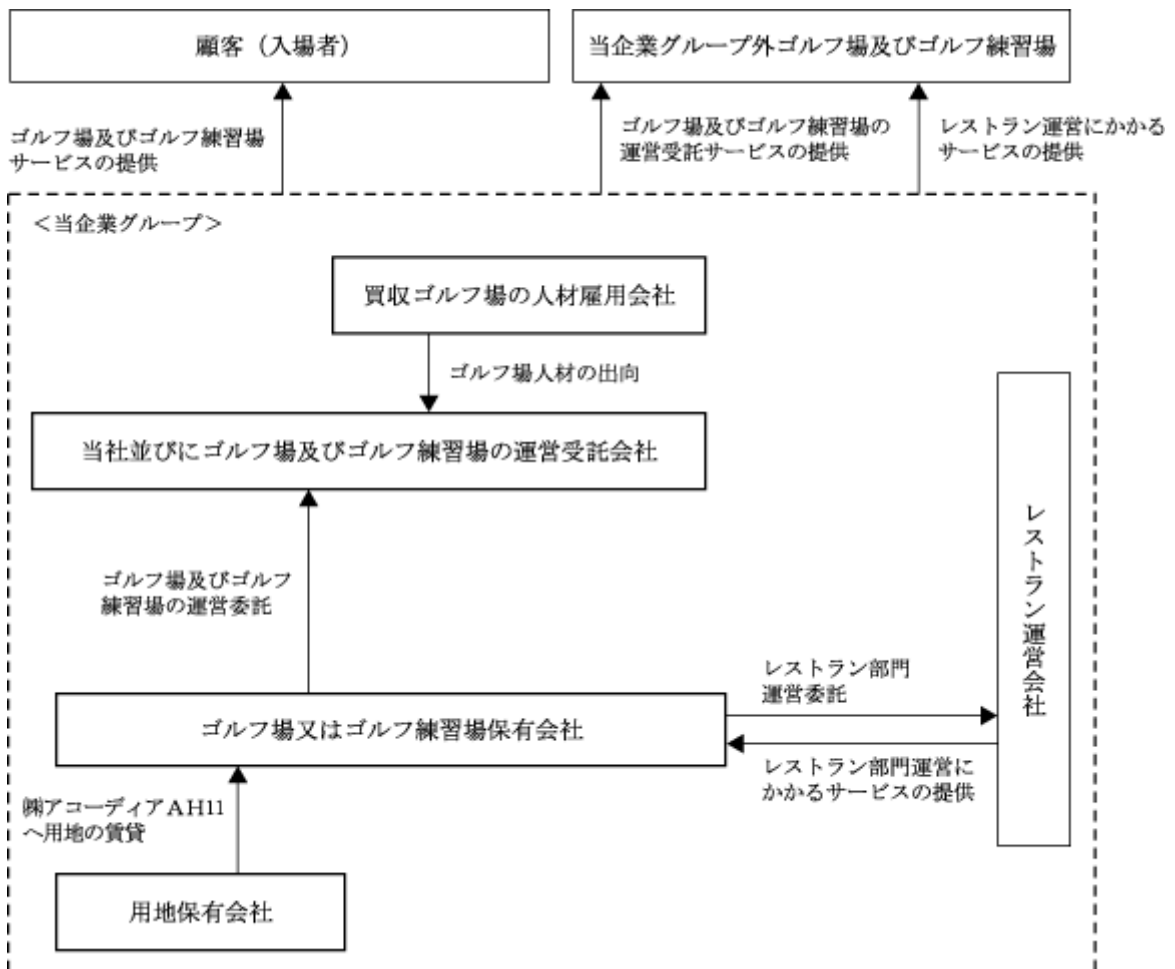 顧客（入場者）
当企業グループ外ゴルフ場及びゴルフ練習場
ゴルフ場及びゴルフ練習場
サービスの提供
ゴルフ場及びゴルフ練習場の
運営受託サービスの提供
レストラン運営にかかる
サービスの提供
＜当企業グループ＞
買収ゴルフ場の人材雇用会社
ゴルフ場人材の出向
当社並びにゴルフ場及びゴルフ練習場の運営受託会社
ゴルフ場及びゴルフ
練習場の運営委託
レストラン運営会社
レストラン部門
運営委託
ゴルフ場又はゴルフ練習場保有会社
レストラン部門運営に
かかるサービスの提供
㈱アコーディアAH11
へ用地の賃貸
用地保有会社